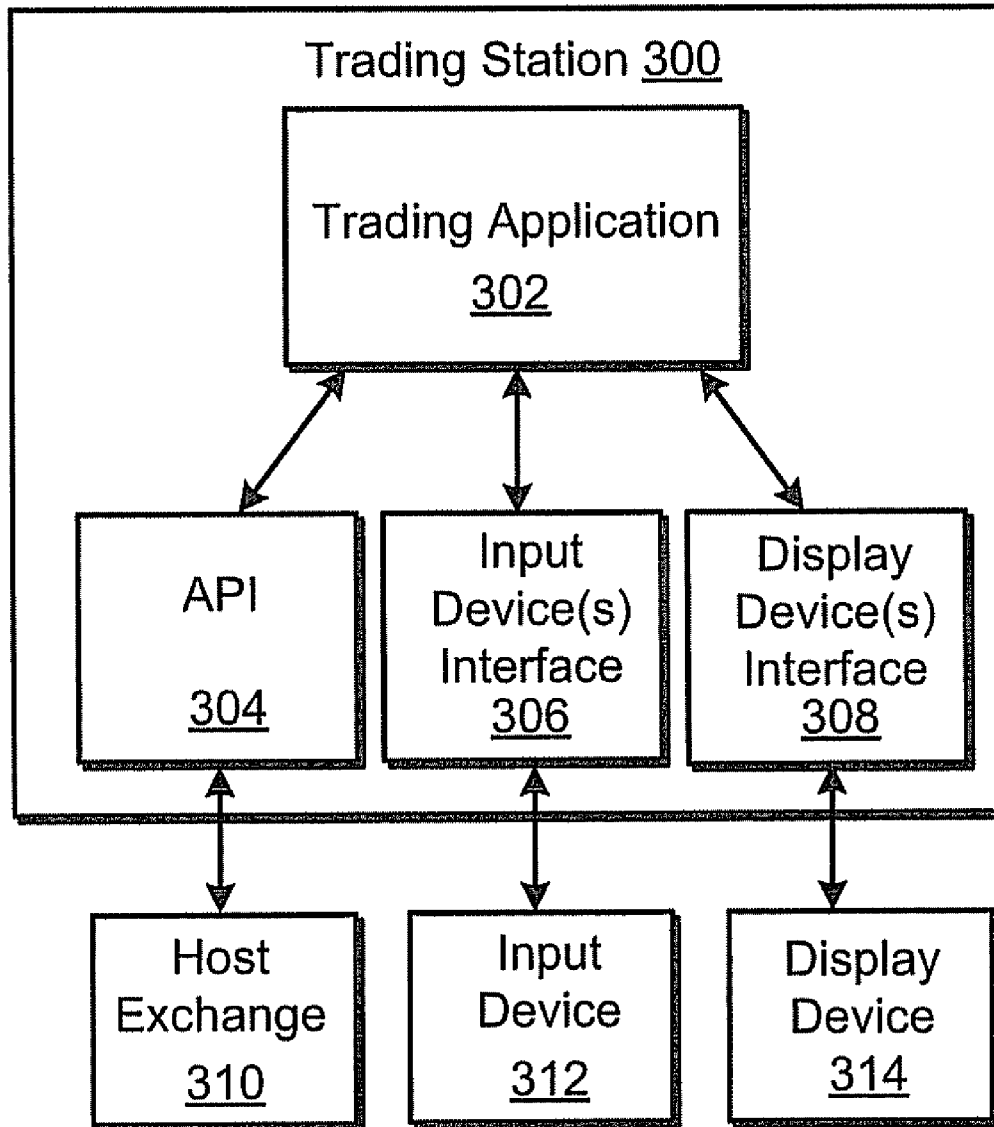 Trading Station 300
Trading Application
302
API
304
Input
Device(s)
Interface
306
Display
Device(s)
Interface
308
Host
Exchange
310
Input
Device
312
Display
Device
314